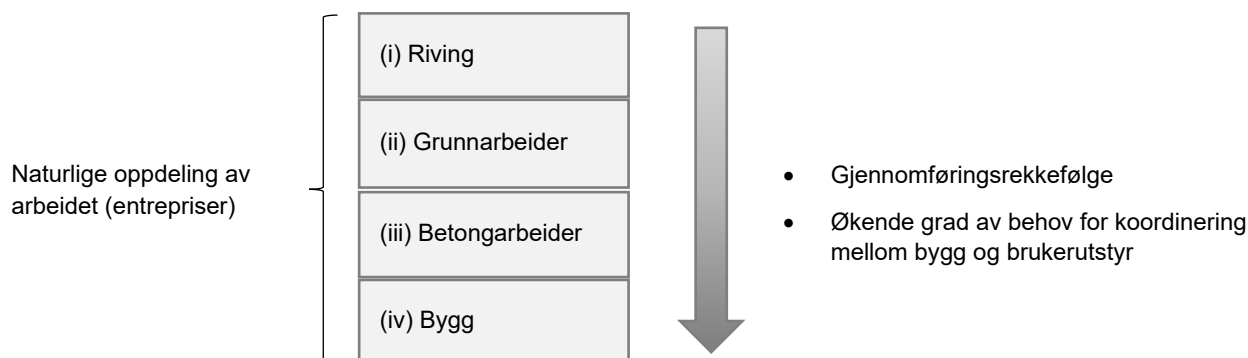 Naturlige oppdeling av
arbeidet (entrepriser)
(i) Riving
(ii) Grunnarbeider
(iii) Betongarbeider
(iv) Bygg
• Gjennomføringsrekkefølge
• Økende grad av behov for koordinering
mellom bygg og brukerutstyr